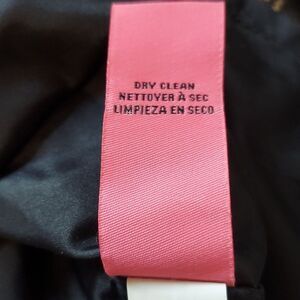 DRY CLEAN
NETTOYER À SEC
LIMPIEZA EN SECO